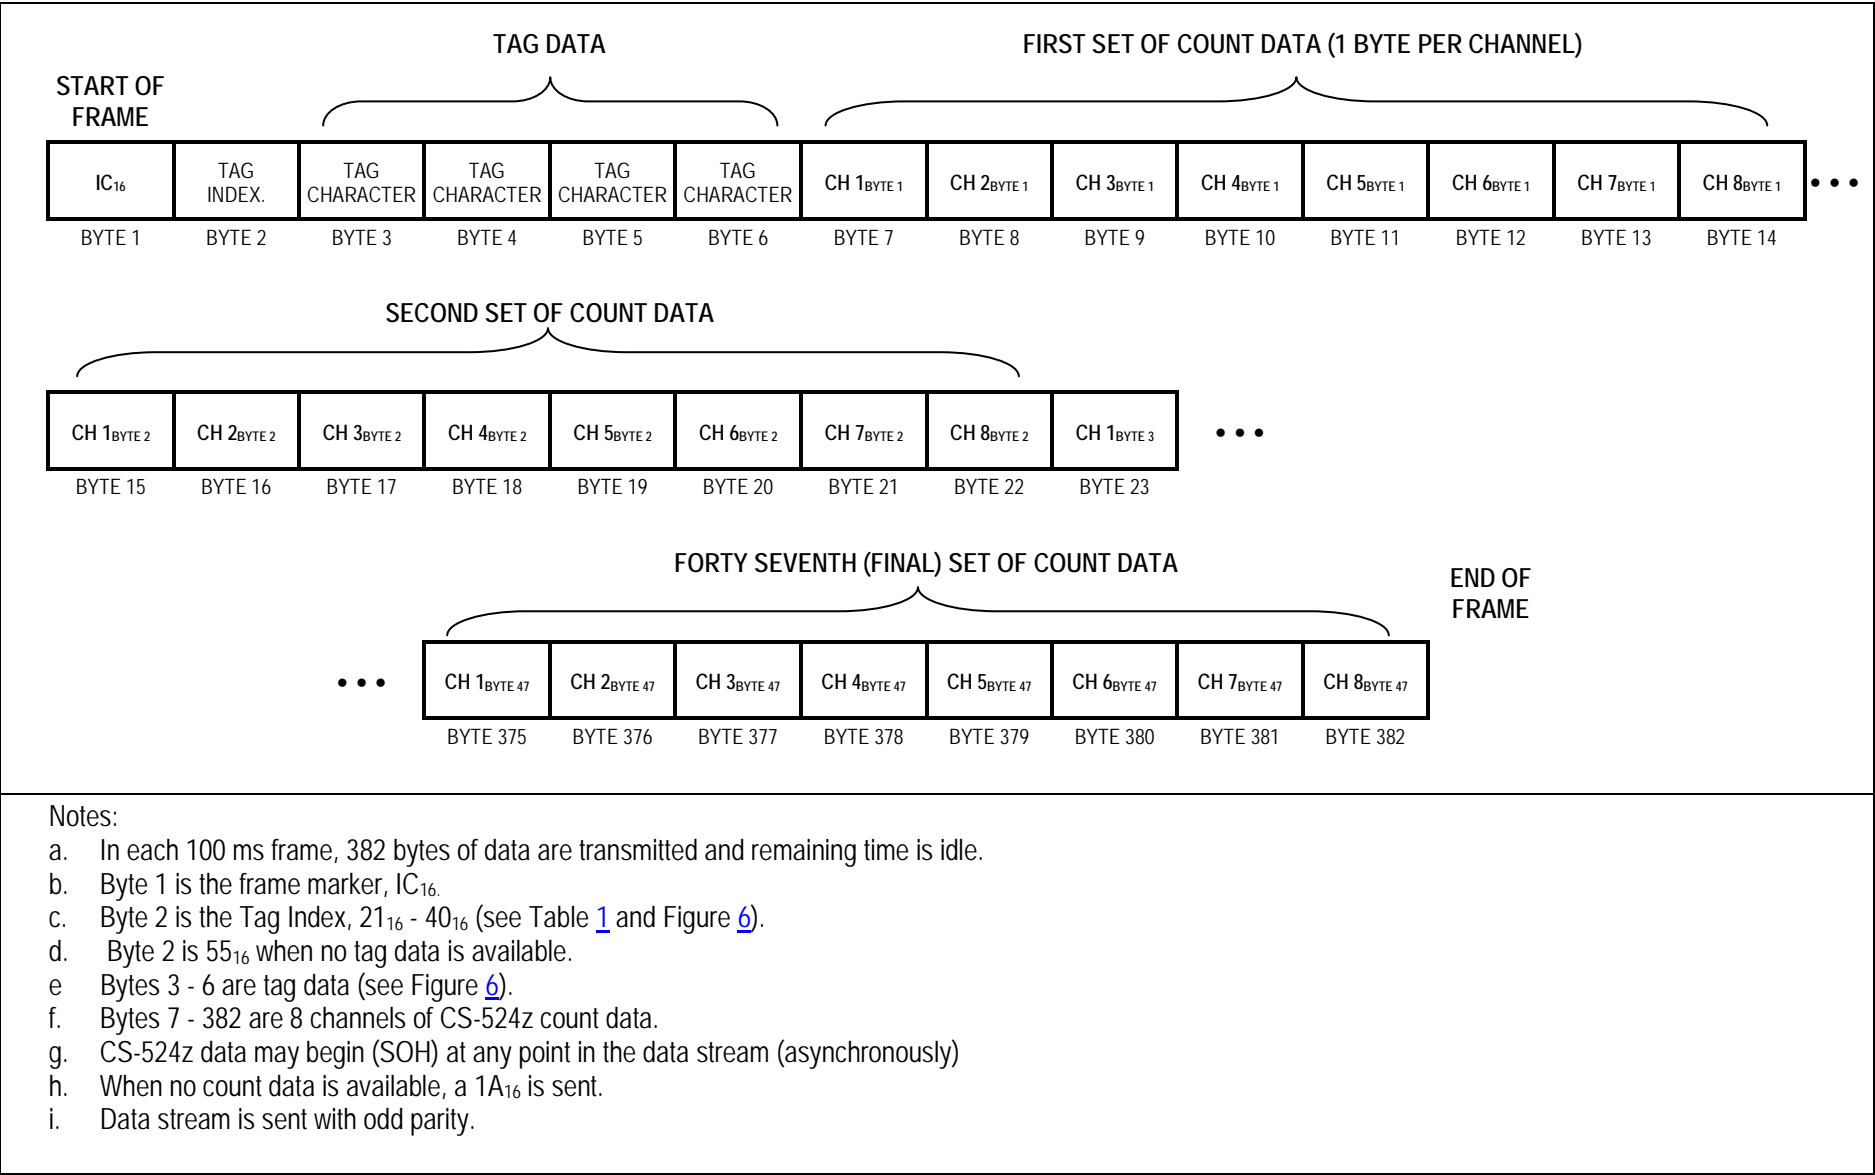 TAG DATA
FIRST SET OF COUNT DATA (1 BYTE PER CHANNEL)
START OF
FRAME
IC16
TAG
INDEX.
TAG
CHARACTER
TAG
CHARACTER
TAG
CHARACTER
TAG
CHARACTER
CH 1BYTE 1
CH 2BYTE 1
CH 3BYTE 1
CH 4BYTE 1
CH 5BYTE 1
CH 6BYTE 1
CH 7BYTE 1
CH 8BYTE 1
• • •
BYTE 1
BYTE 2
BYTE 3
BYTE 4
BYTE 5
BYTE 6
BYTE 7
BYTE 8
BYTE 9
BYTE 10
BYTE 11
BYTE 12
BYTE 13
BYTE 14
SECOND SET OF COUNT DATA
CH 1BYTE 2
CH 2BYTE 2
CH 3BYTE 2
CH 4BYTE 2
CH 5BYTE 2
CH 6BYTE 2
CH 7BYTE 2
CH 8BYTE 2
CH 1BYTE 3
• • •
BYTE 15
BYTE 16
BYTE 17
BYTE 18
BYTE 19
BYTE 20
BYTE 21
BYTE 22
BYTE 23
FORTY SEVENTH (FINAL) SET OF COUNT DATA
END OF
FRAME
• • •
CH 1BYTE 47
CH 2BYTE 47
CH 3BYTE 47
CH 4BYTE 47
CH 5BYTE 47
CH 6BYTE 47
CH 7BYTE 47
CH 8BYTE 47
BYTE 375
BYTE 376
BYTE 377
BYTE 378
BYTE 379
BYTE 380
BYTE 381
BYTE 382
Notes:
a. In each 100 ms frame, 382 bytes of data are transmitted and remaining time is idle.
b. Byte 1 is the frame marker, IC16.
c. Byte 2 is the Tag Index, 2116 - 4016 (see Table 1 and Figure 6).
d. Byte 2 is 5516 when no tag data is available.
e Bytes 3 - 6 are tag data (see Figure 6).
f. Bytes 7 - 382 are 8 channels of CS-524z count data.
g. CS-524z data may begin (SOH) at any point in the data stream (asynchronously)
h. When no count data is available, a 1A16 is sent.
i. Data stream is sent with odd parity.